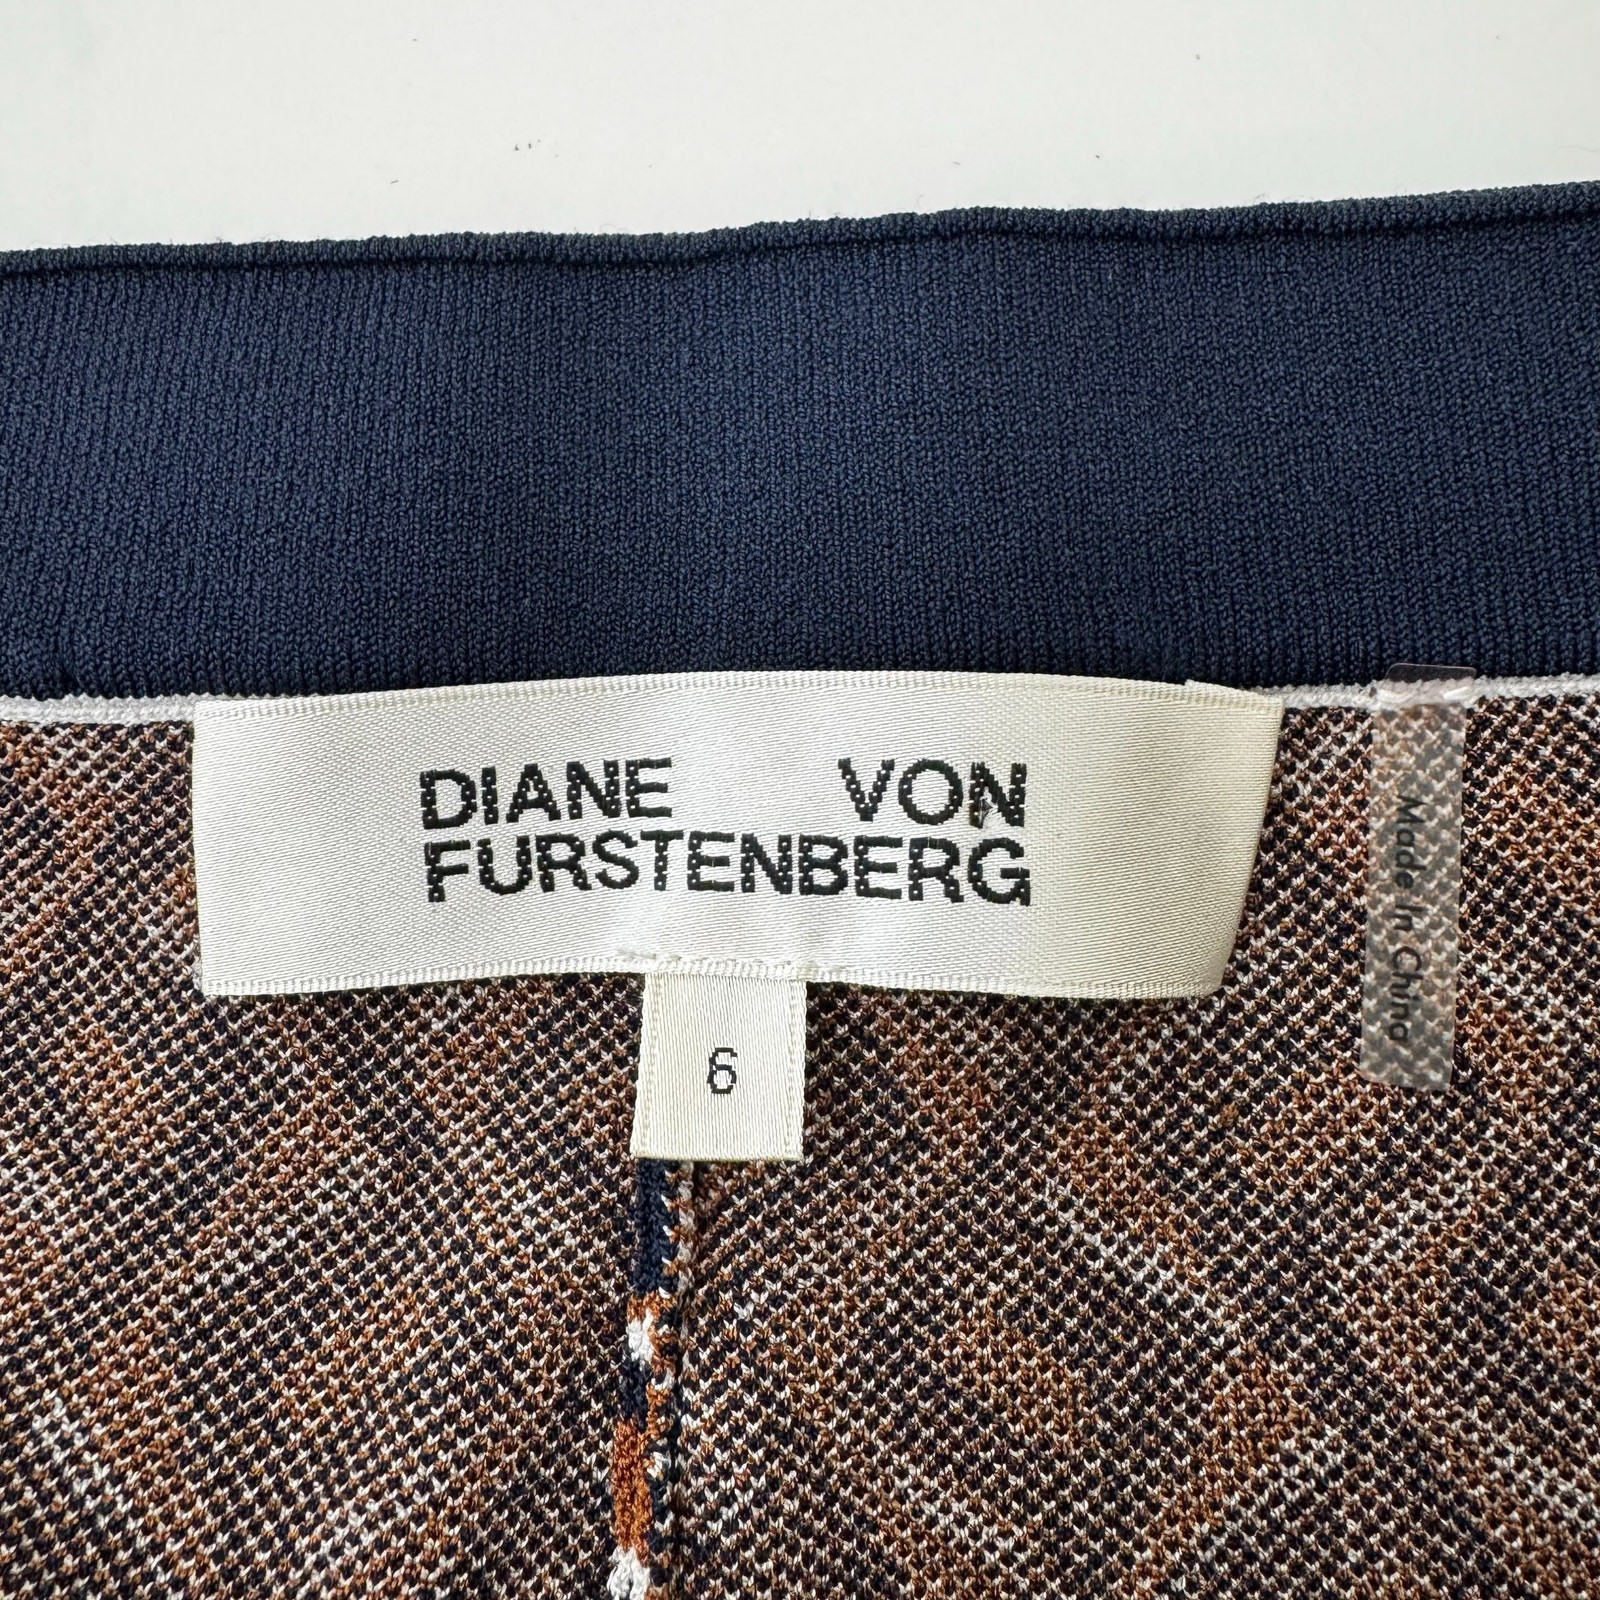 DIANE VON
FURSTENBERG
6
Made In China